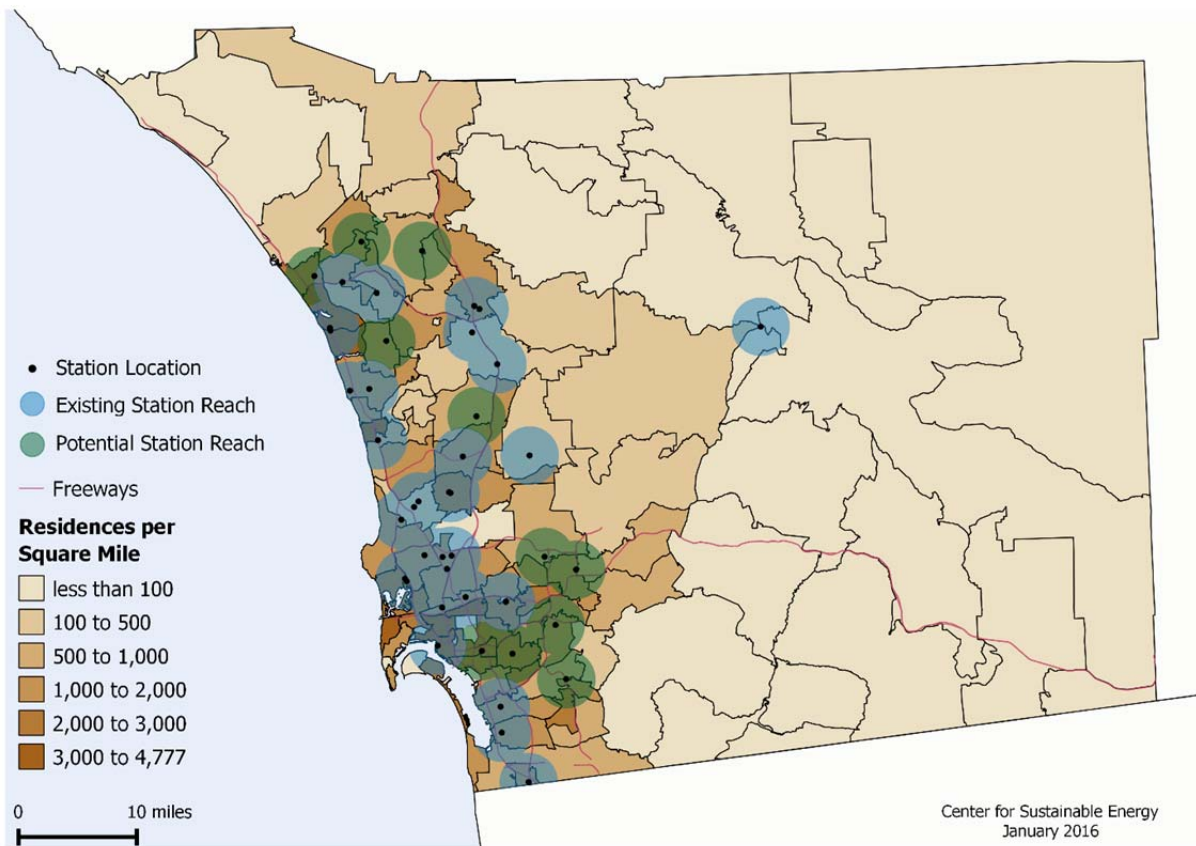 Station Location
Existing Station Reach
Potential Station Reach
Freeways
Residences per
Square Mile
less than 100
100 to 500
500 to 1,000
1,000 to 2,000
2,000 to 3,000
3,000 to 4,777
0 10 miles
Center for Sustainable Energy
January 2016